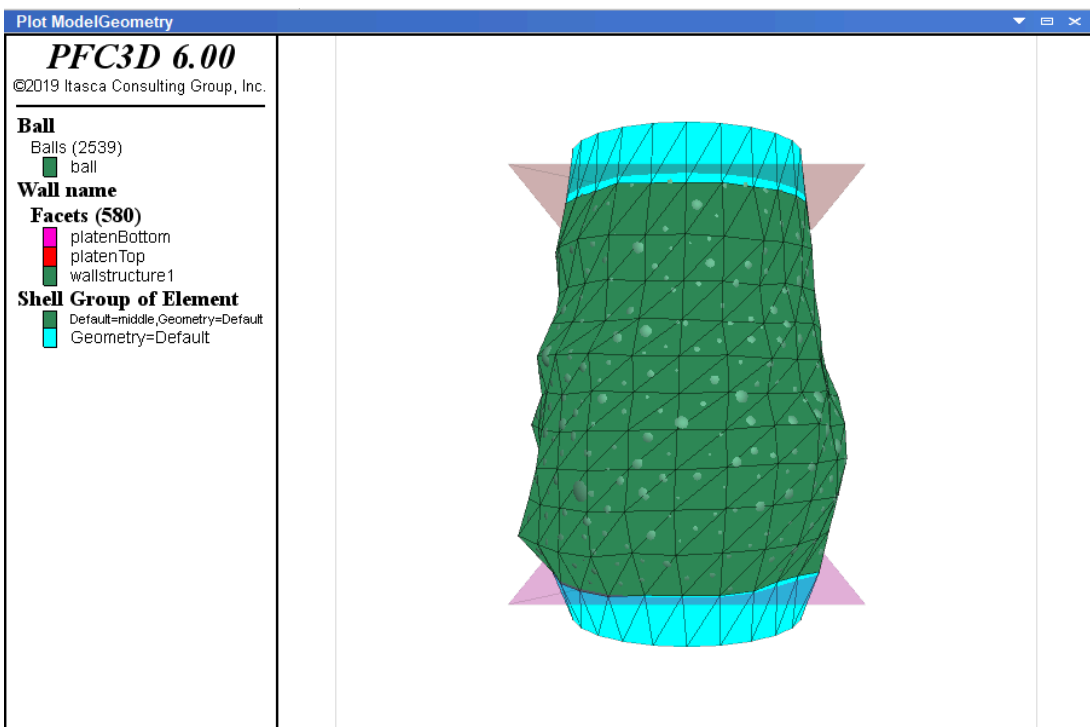 Plot ModelGeometry
PFC3D 6.00
©2019 Itasca Consulting Group, Inc.
Ball
Balls (2539)
ball
Wall name
Facets (580)
platenBottom
platenTop
wallstructure1
Shell Group of Element
Default=middle,Geometry=Default
Geometry=Default